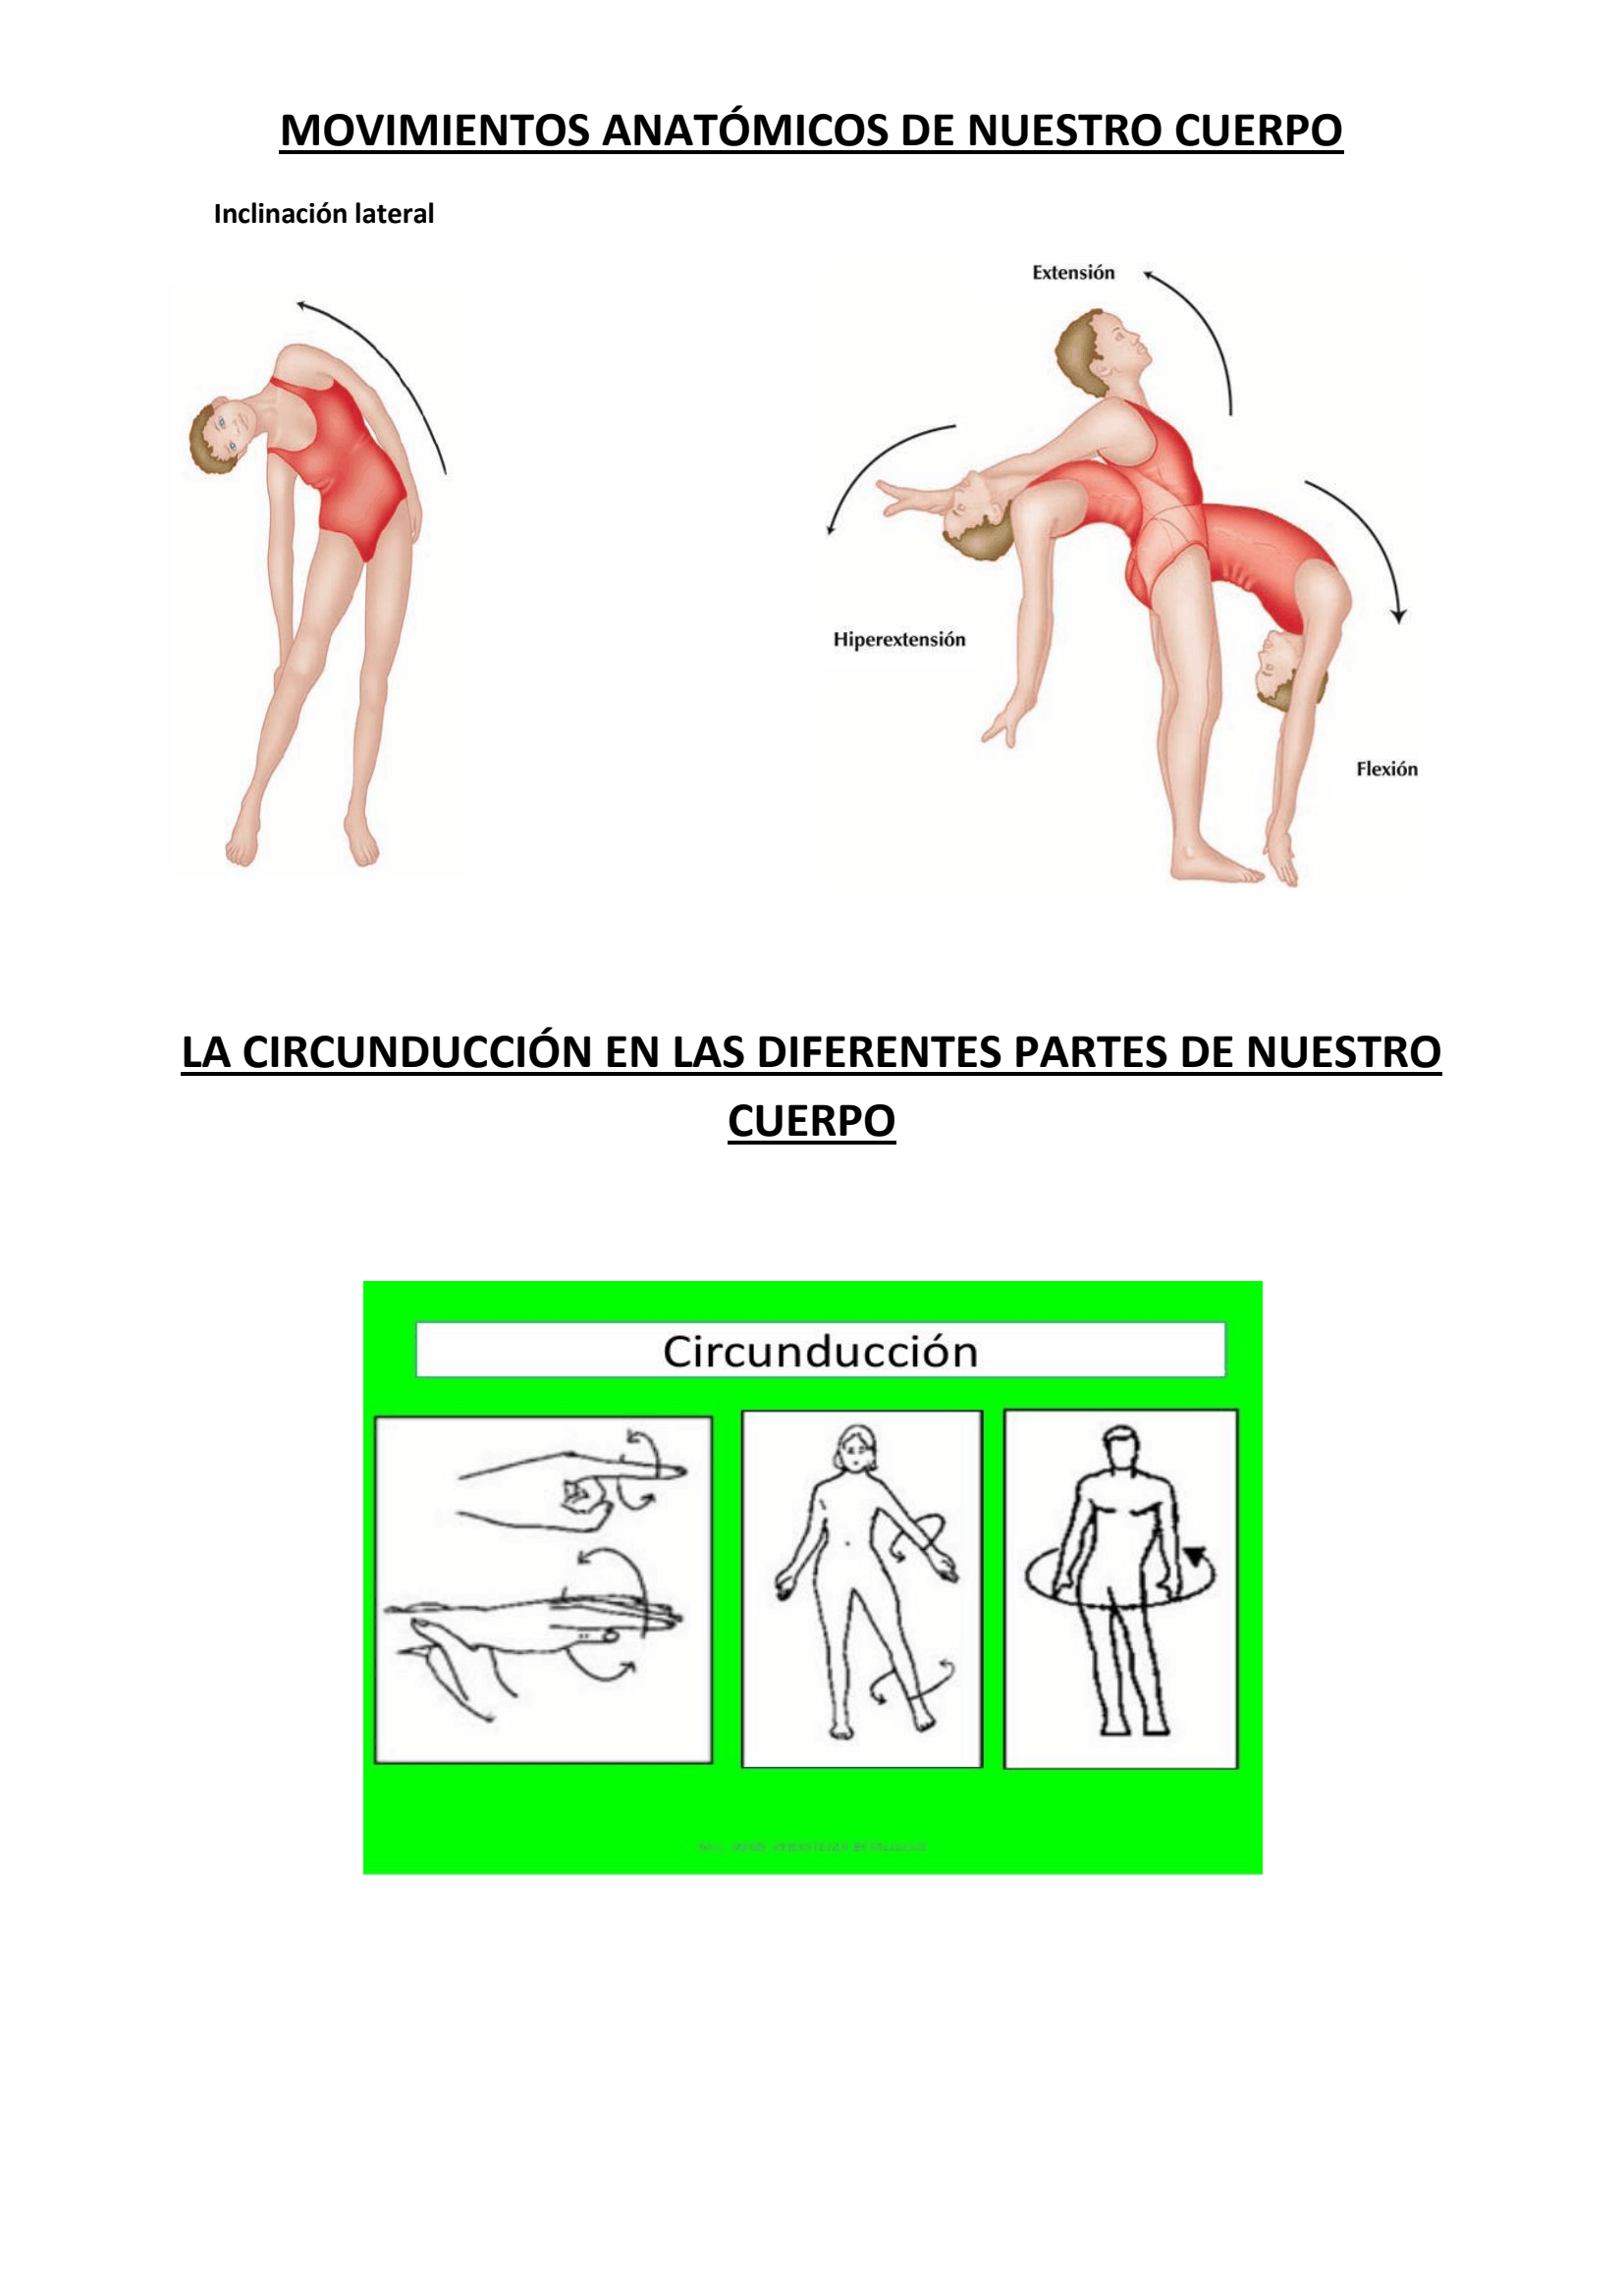 MOVIMIENTOS ANATÓMICOS DE NUESTRO CUERPO
Inclinación lateral
Extensión
Hiperextensión
Flexión
LA CIRCUNDUCCIÓN EN LAS DIFERENTES PARTES DE NUESTRO
CUERPO
Circunducción